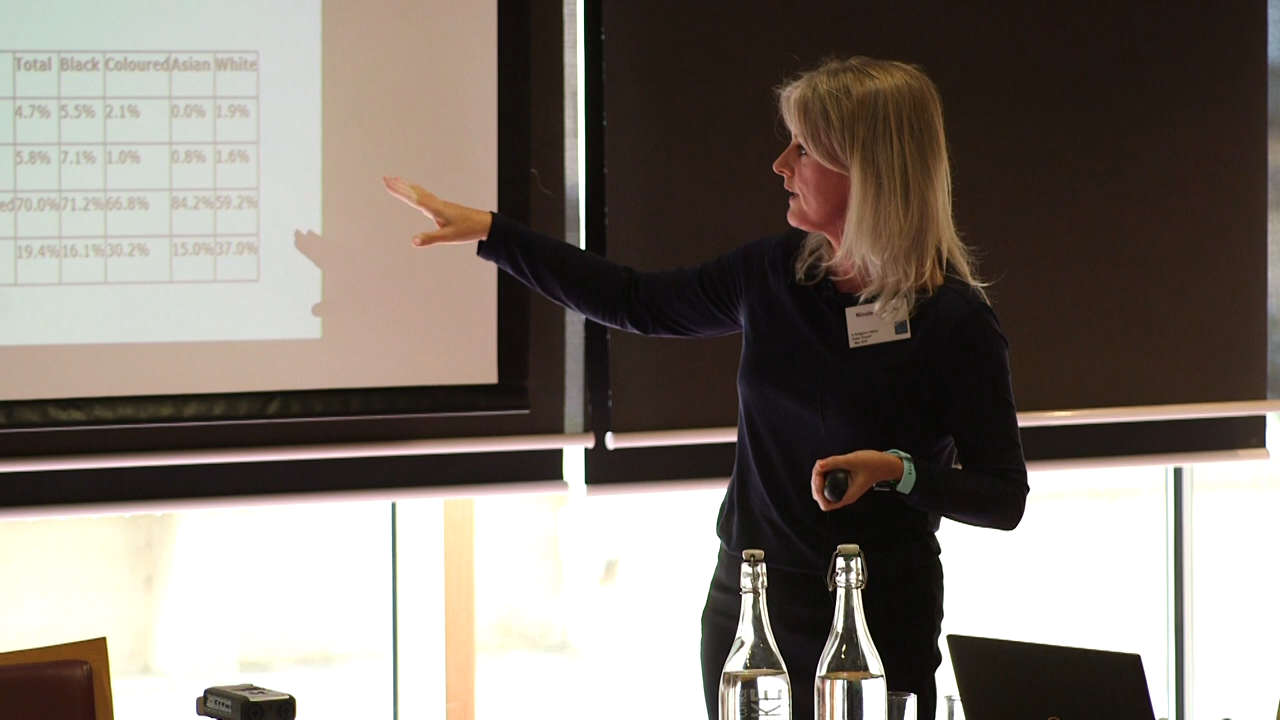 Total Black Coloured Asian White
4.7% 5.5% 2.1% 0.0% 1.9%
5.8% 7.1% 1.0% 0.8% 1.6%
ed 70.0% 71.2% 66.8% 84.2% 59.2%
19.4% 16.1% 30.2% 15.0% 37.0%
KE